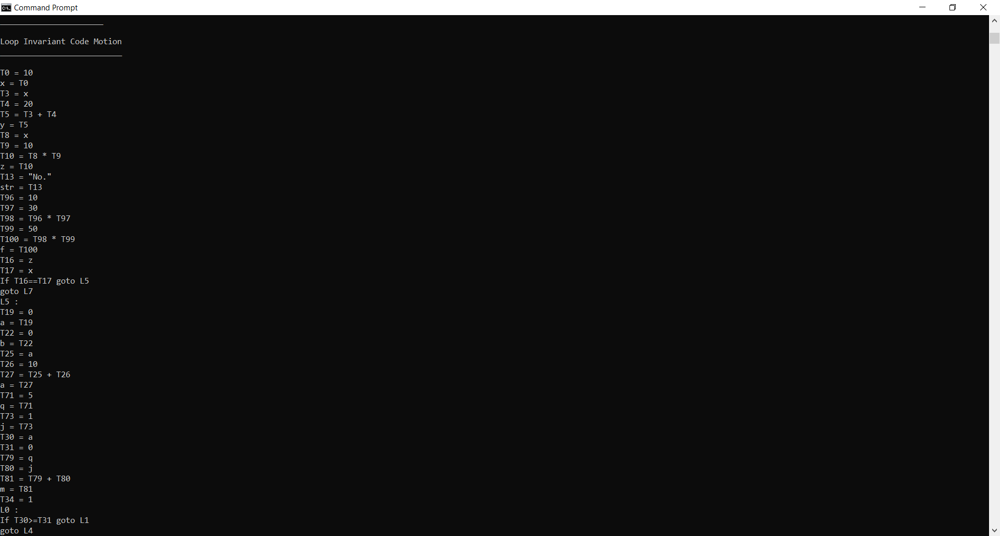 Command Prompt
Loop Invariant Code Motion
T0 = 10
x = T0
T3 = x
T4 = 20
T5 = T3 + T4
y = T5
T8 = x
T9 = 10
T10 = T8 * T9
z = T10
T13 = "No."
str = T13
T96 = 10
T97 = 30
T98 = T96 * T97
T99 = 50
T100 = T98 * T99
f = T100
T16 = z
T17 = x
If T16==T17 goto L5
goto L7
L5 :
T19 = 0
a = T19
T22 = 0
b = T22
T25 = a
T26 = 10
T27 = T25 + T26
a = T27
T71 = 5
q = T71
T73 = 1
j = T73
T30 = a
T31 = 0
T79 = q
T80 = j
T81 = T79 + T80
m = T81
T34 = 1
L0 :
If T30>=T31 goto L1
goto L4